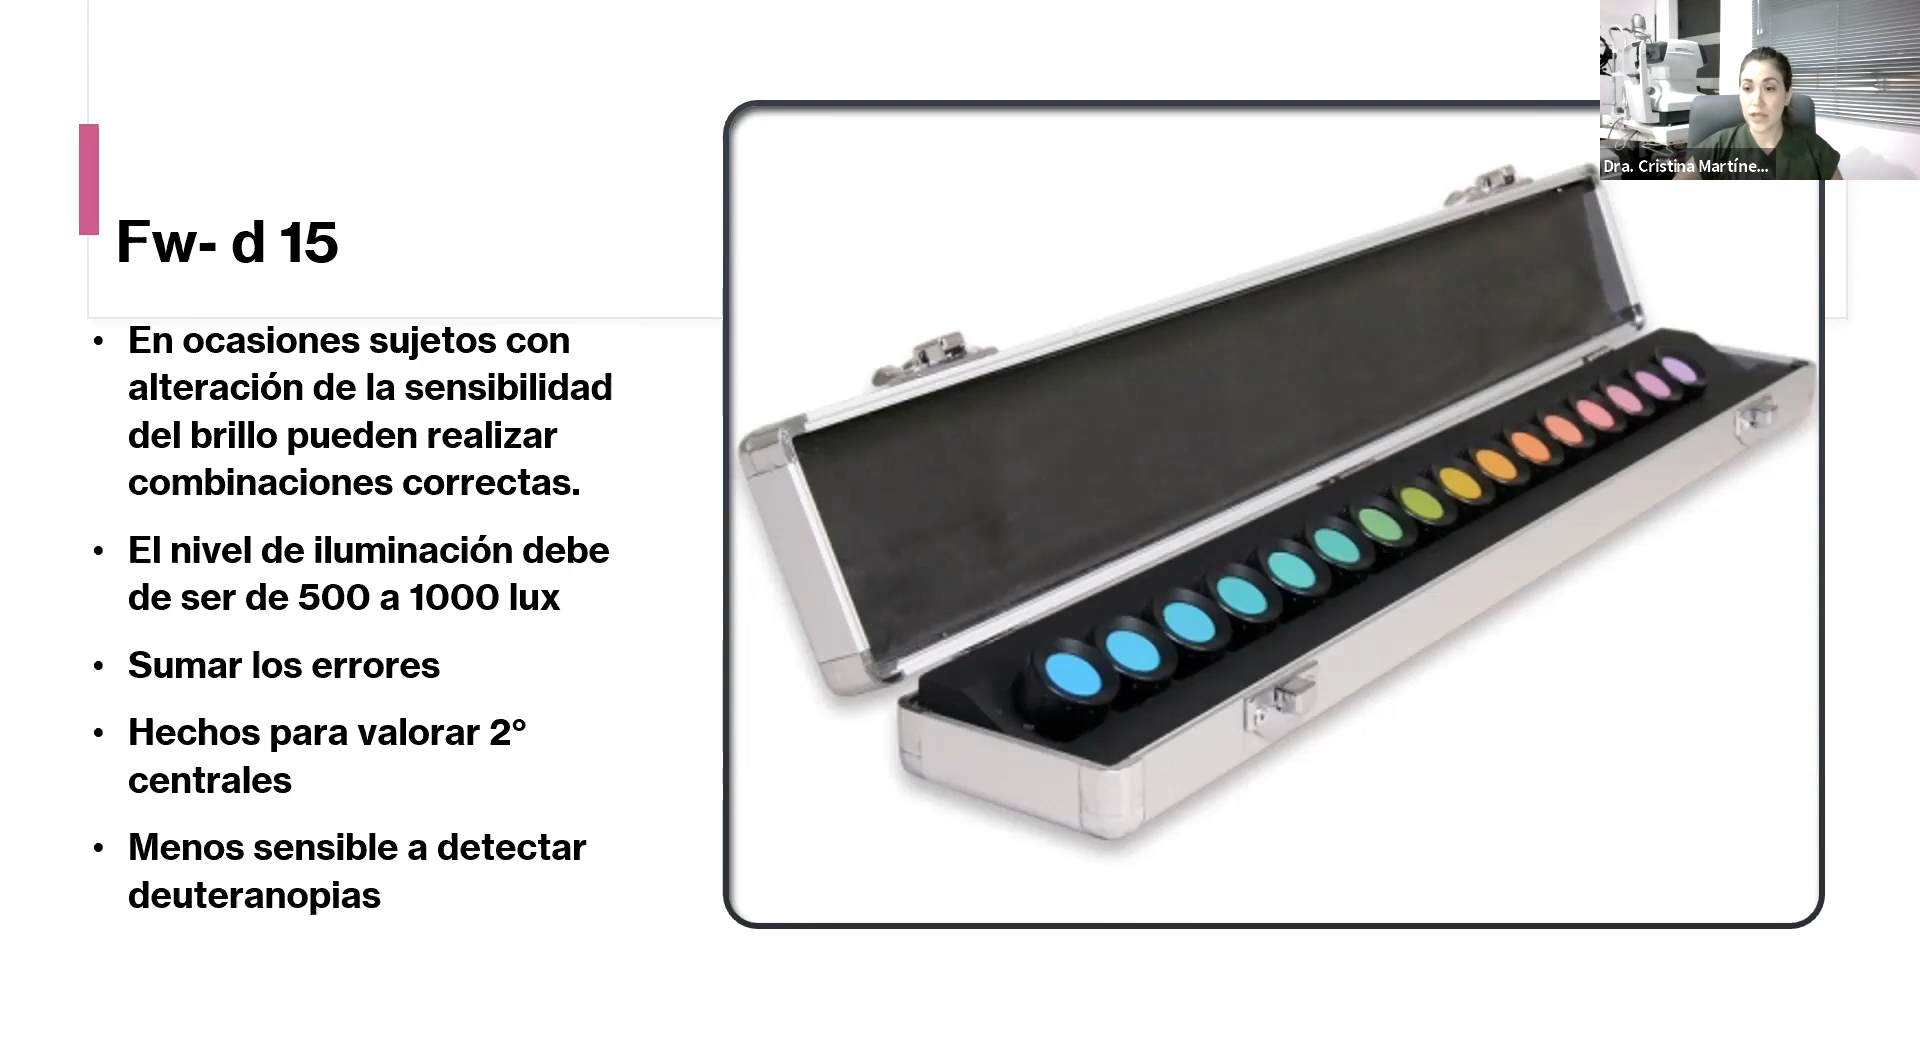 Dra. Cristina Martíne...
Fw- d 15
• En ocasiones sujetos con
alteración de la sensibilidad
del brillo pueden realizar
combinaciones correctas.
• El nivel de iluminación debe
de ser de 500 a 1000 lux
• Sumar los errores
• Hechos para valorar 2°
centrales
• Menos sensible a detectar
deuteranopias